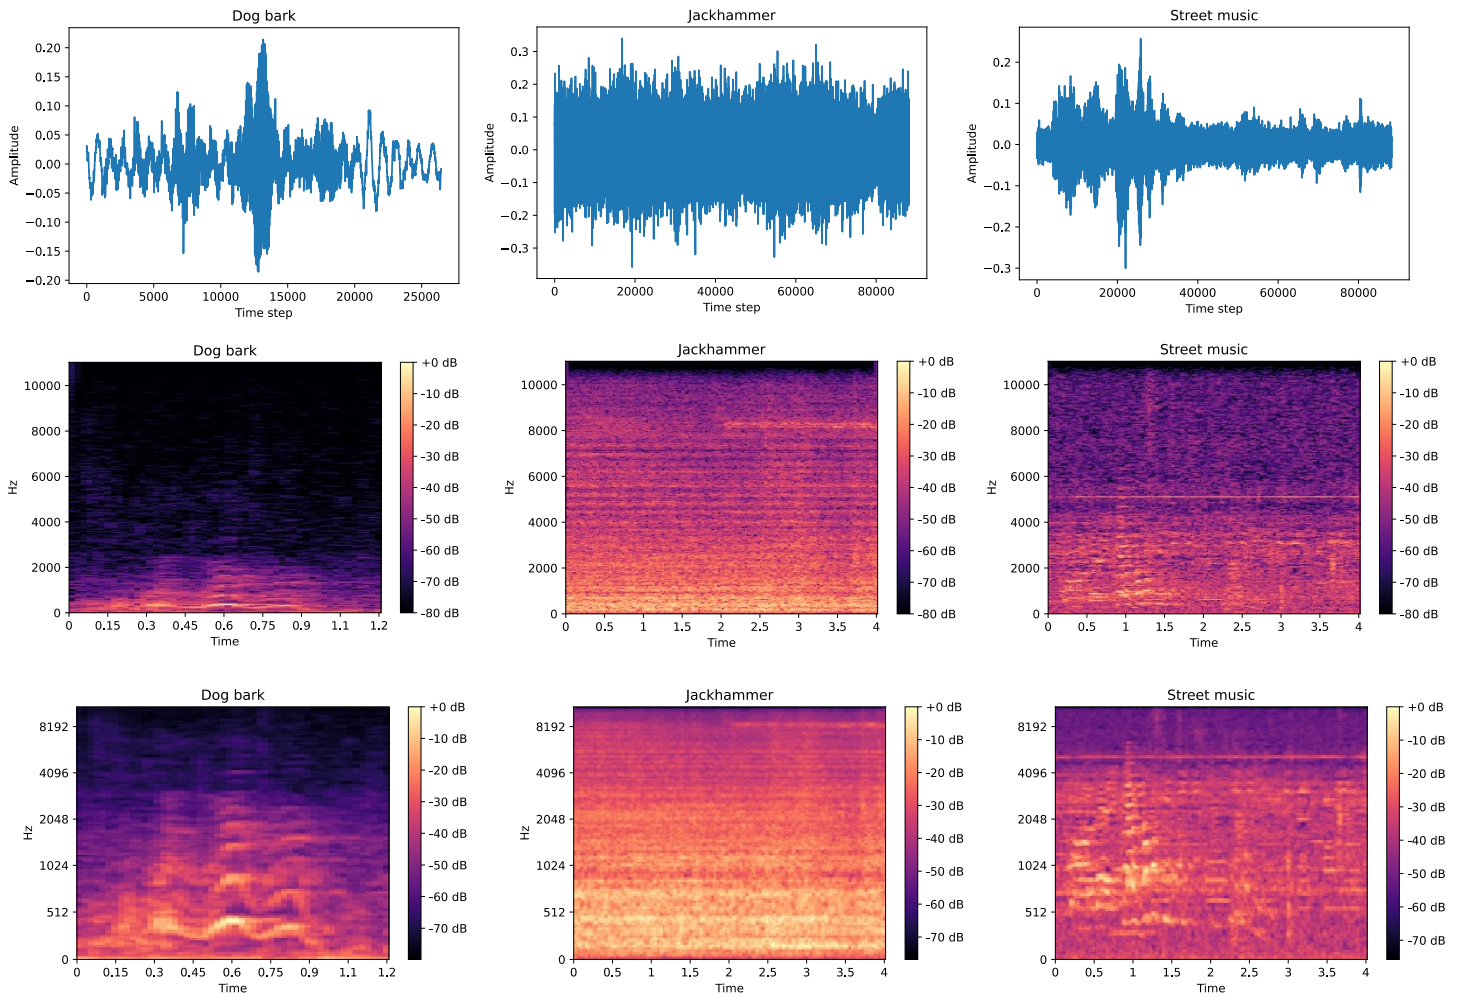 Dog bark
Jackhammer
Street music
0.20
0.15
0.10
0.05
0.00
−0.05
−0.10
−0.15
−0.20
Amplitude
0 5000 10000 15000 20000 25000
Time step
0.3
0.2
0.1
0.0
−0.1
−0.2
−0.3
Amplitude
0 20000 40000 60000 80000
Time step
0.2
0.1
0.0
−0.1
−0.2
−0.3
Amplitude
0 20000 40000 60000 80000
Time step
Dog bark
10000
8000
6000
4000
2000
0
Hz
0 0.15 0.3 0.45 0.6 0.75 0.9 1.1 1.2
Time
+0 dB
-10 dB
-20 dB
-30 dB
-40 dB
-50 dB
-60 dB
-70 dB
-80 dB
Jackhammer
10000
8000
6000
4000
2000
0
Hz
0 0.5 1 1.5 2 2.5 3 3.5 4
Time
+0 dB
-10 dB
-20 dB
-30 dB
-40 dB
-50 dB
-60 dB
-70 dB
-80 dB
Street music
10000
8000
6000
4000
2000
0
Hz
0 0.5 1 1.5 2 2.5 3 3.5 4
Time
+0 dB
-10 dB
-20 dB
-30 dB
-40 dB
-50 dB
-60 dB
-70 dB
-80 dB
Dog bark
8192
4096
2048
1024
512
0
Hz
0 0.15 0.3 0.45 0.6 0.75 0.9 1.1 1.2
Time
+0 dB
-10 dB
-20 dB
-30 dB
-40 dB
-50 dB
-60 dB
-70 dB
Jackhammer
8192
4096
2048
1024
512
0
Hz
0 0.5 1 1.5 2 2.5 3 3.5 4
Time
+0 dB
-10 dB
-20 dB
-30 dB
-40 dB
-50 dB
-60 dB
-70 dB
Street music
8192
4096
2048
1024
512
0
Hz
0 0.5 1 1.5 2 2.5 3 3.5 4
Time
+0 dB
-10 dB
-20 dB
-30 dB
-40 dB
-50 dB
-60 dB
-70 dB